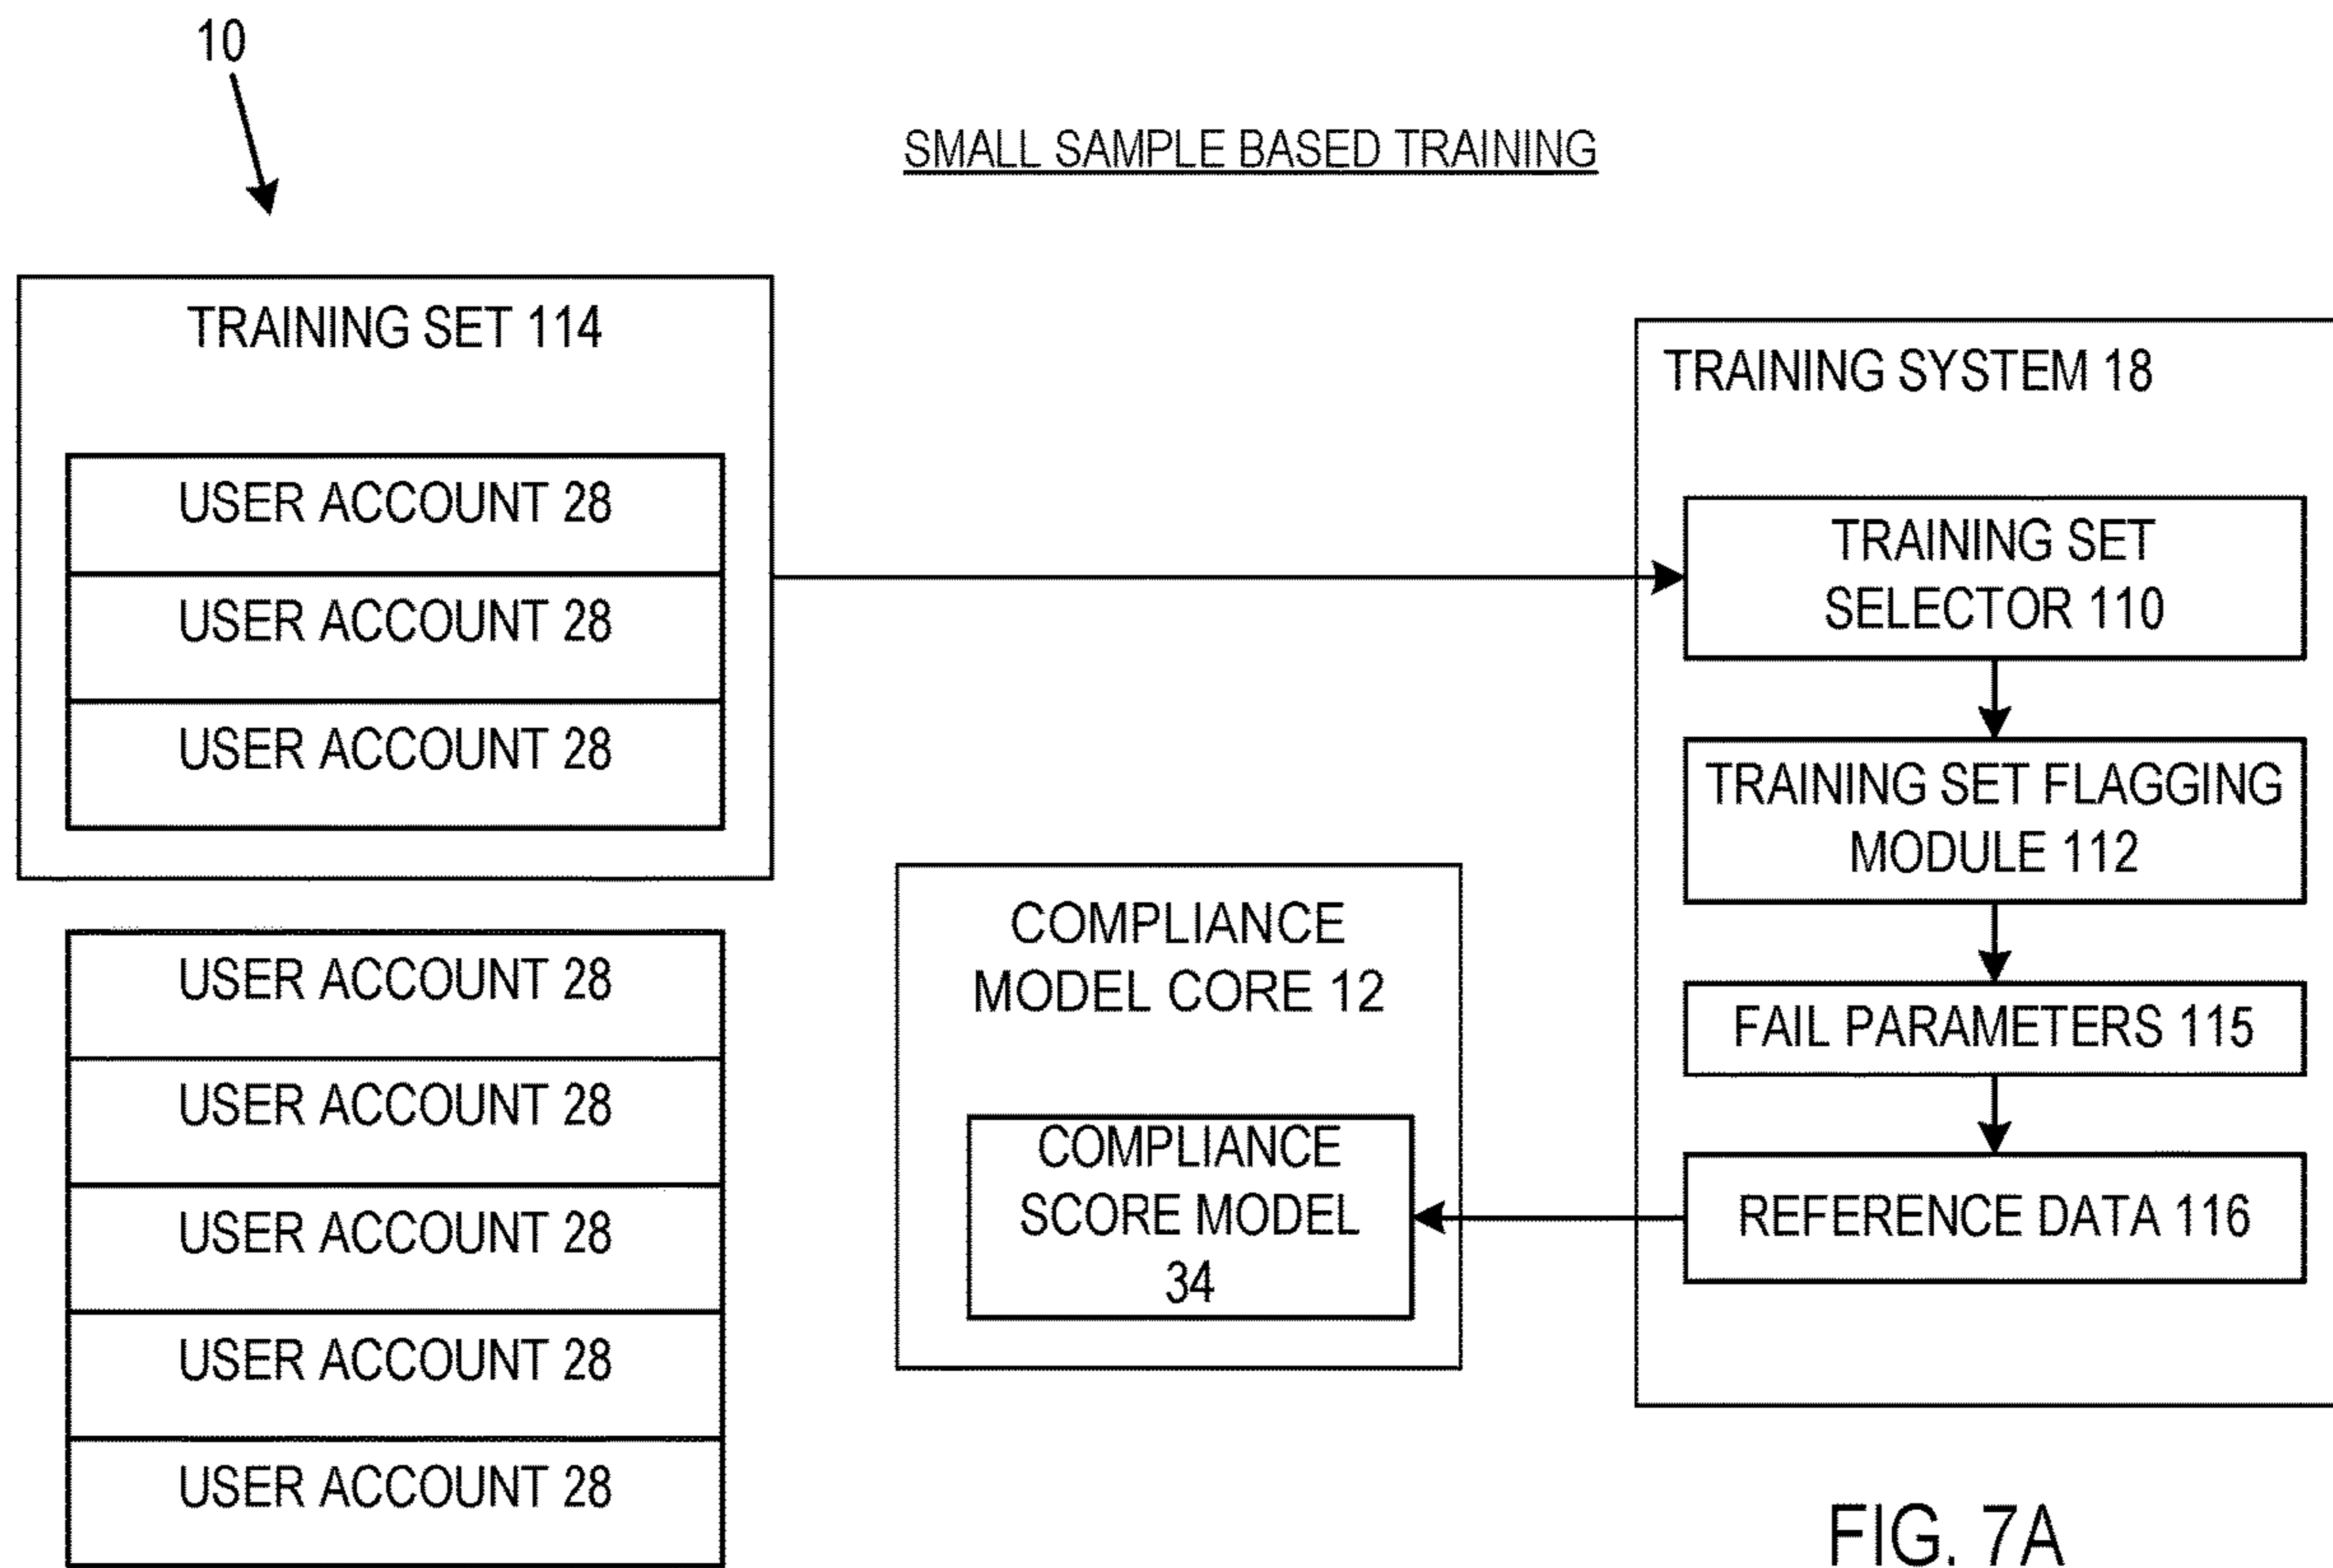 10
SMALL SAMPLE BASED TRAINING
TRAINING SET 114
USER ACCOUNT 28
USER ACCOUNT 28
USER ACCOUNT 28
USER ACCOUNT 28
USER ACCOUNT 28
USER ACCOUNT 28
USER ACCOUNT 28
USER ACCOUNT 28
COMPLIANCE
MODEL CORE 12
COMPLIANCE
SCORE MODEL
34
TRAINING SYSTEM 18
TRAINING SET
SELECTOR 110
TRAINING SET FLAGGING
MODULE 112
FAIL PARAMETERS 115
REFERENCE DATA 116
FIG. 7A